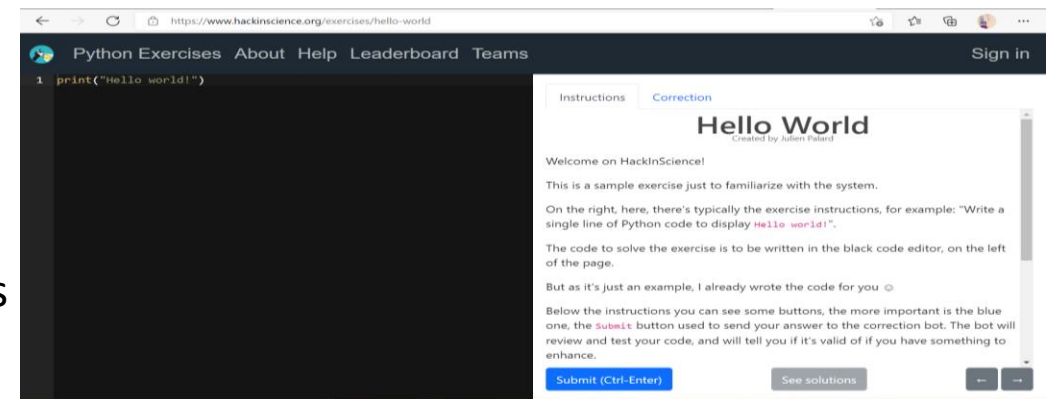 https://www.hackinscience.org/exercises/hello-world
Python Exercises About Help Leaderboard Teams Sign in
1 print("Hello world!")
Instructions Correction
Hello World
Created by Julien Palard
Welcome on HackInScience!
This is a sample exercise just to familiarize with the system.
On the right, here, there's typically the exercise instructions, for example: "Write a
single line of Python code to display Hello world!".
The code to solve the exercise is to be written in the black code editor, on the left
of the page.
But as it's just an example, I already wrote the code for you ☺
Below the instructions you can see some buttons, the more important is the blue
one, the Submit button used to send your answer to the correction bot. The bot will
review and test your code, and will tell you if it's valid of if you have something to
enhance.
Submit (Ctrl-Enter) See solutions ← →
s